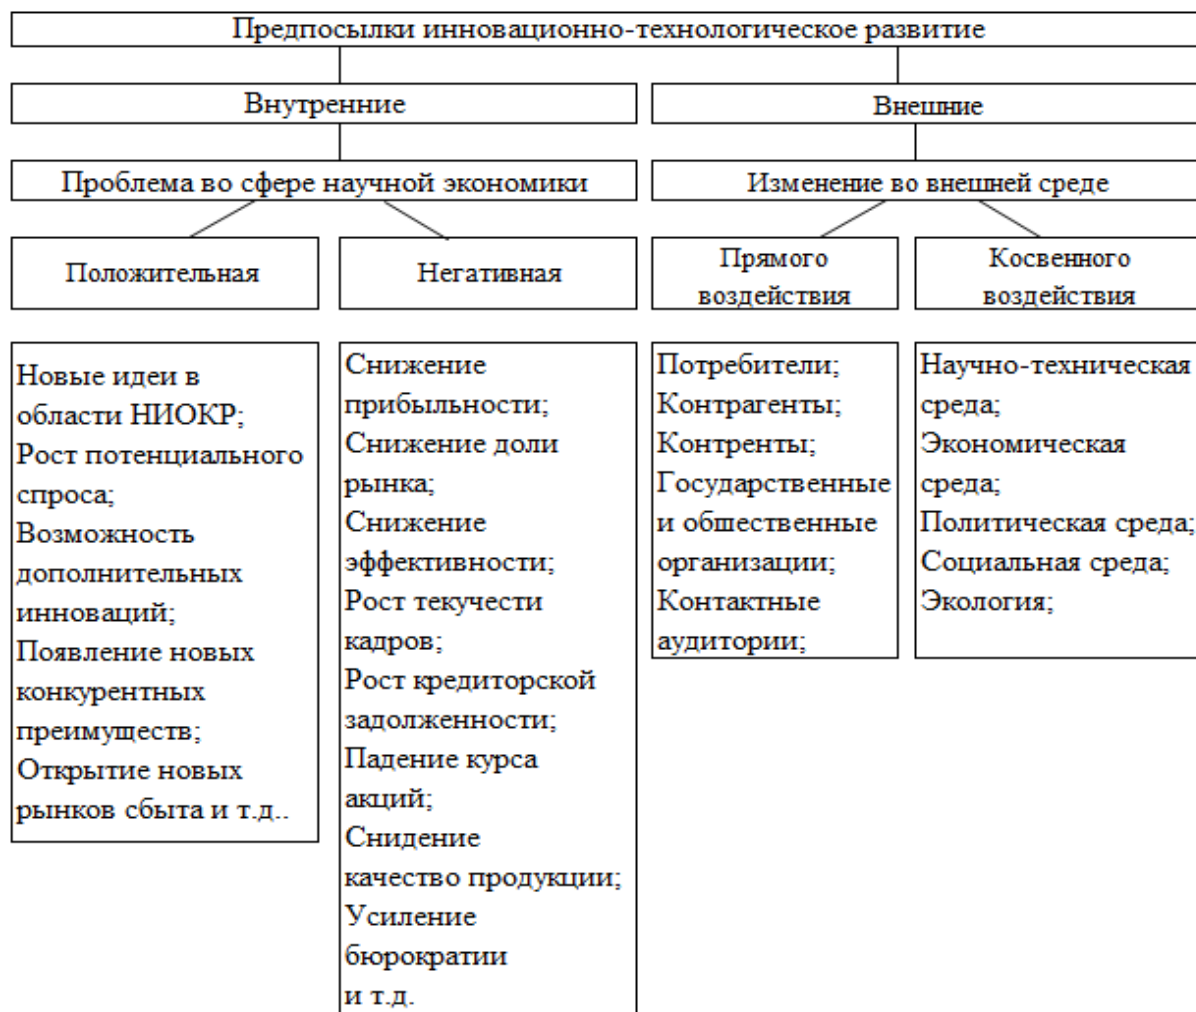 Предпосылки инновационно-технологическое развитие
Внутренние
Внешние
Проблема во сфере научной экономики
Изменение во внешней среде
Положительная
Негативная
Прямого
воздействия
Косвенного
воздействия
Новые идеи в
области НИОКР;
Рост потенциального
спроса;
Возможность
дополнительных
инноваций;
Появление новых
конкурентных
преимуществ;
Открытие новых
рынков сбыта и т.д..
Снижение
прибыльности;
Снижение доли
рынка;
Снижение
эффективности;
Рост текучести
кадров;
Рост кредиторской
задолженности;
Падение курса
акций;
Снидение
качество продукции;
Усиление
бюрократии
и т.д.
Потребители;
Контрагенты;
Контренты;
Государственные
и обшественные
организации;
Контактные
аудитории;
Научно-техническая
среда;
Экономическая
среда;
Политическая среда;
Социальная среда;
Экология;